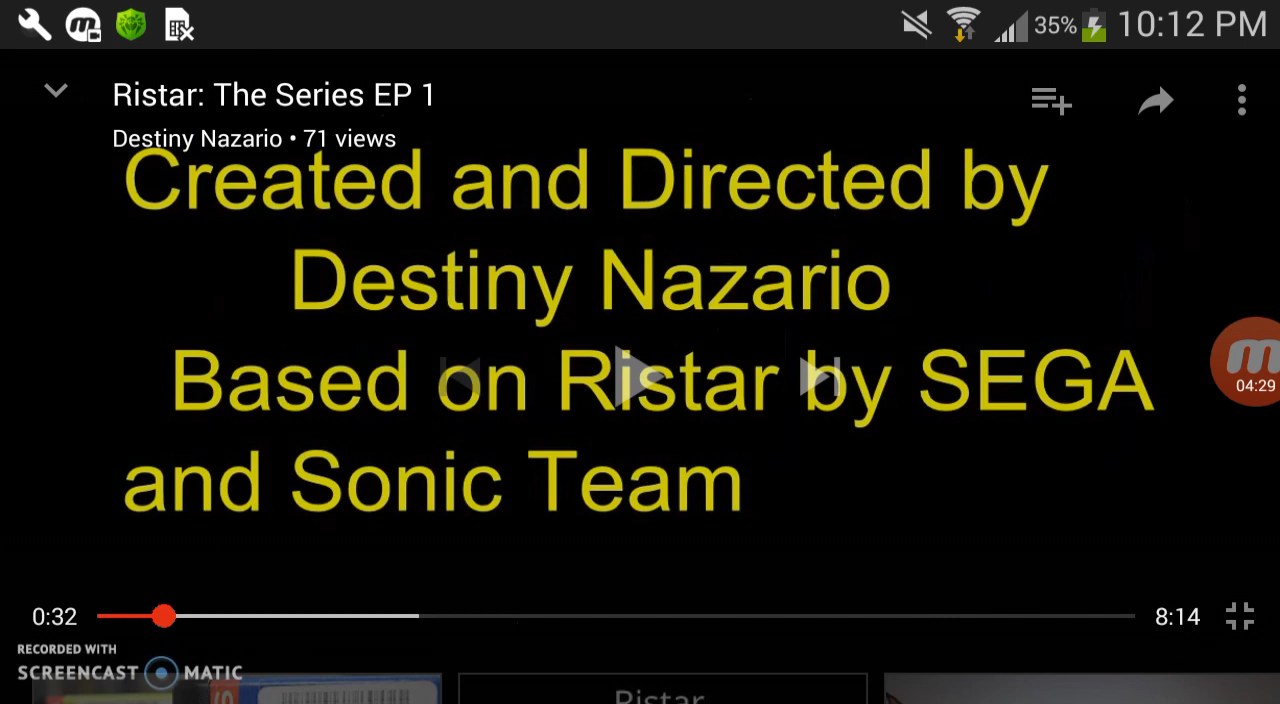 35% 10:12 PM
Ristar: The Series EP 1
Destiny Nazario • 71 views
Created and Directed by
Destiny Nazario
Based on Ristar by SEGA
and Sonic Team
04:29
0:32 8:14
RECORDED WITH
SCREENCAST MATIC
Ristar